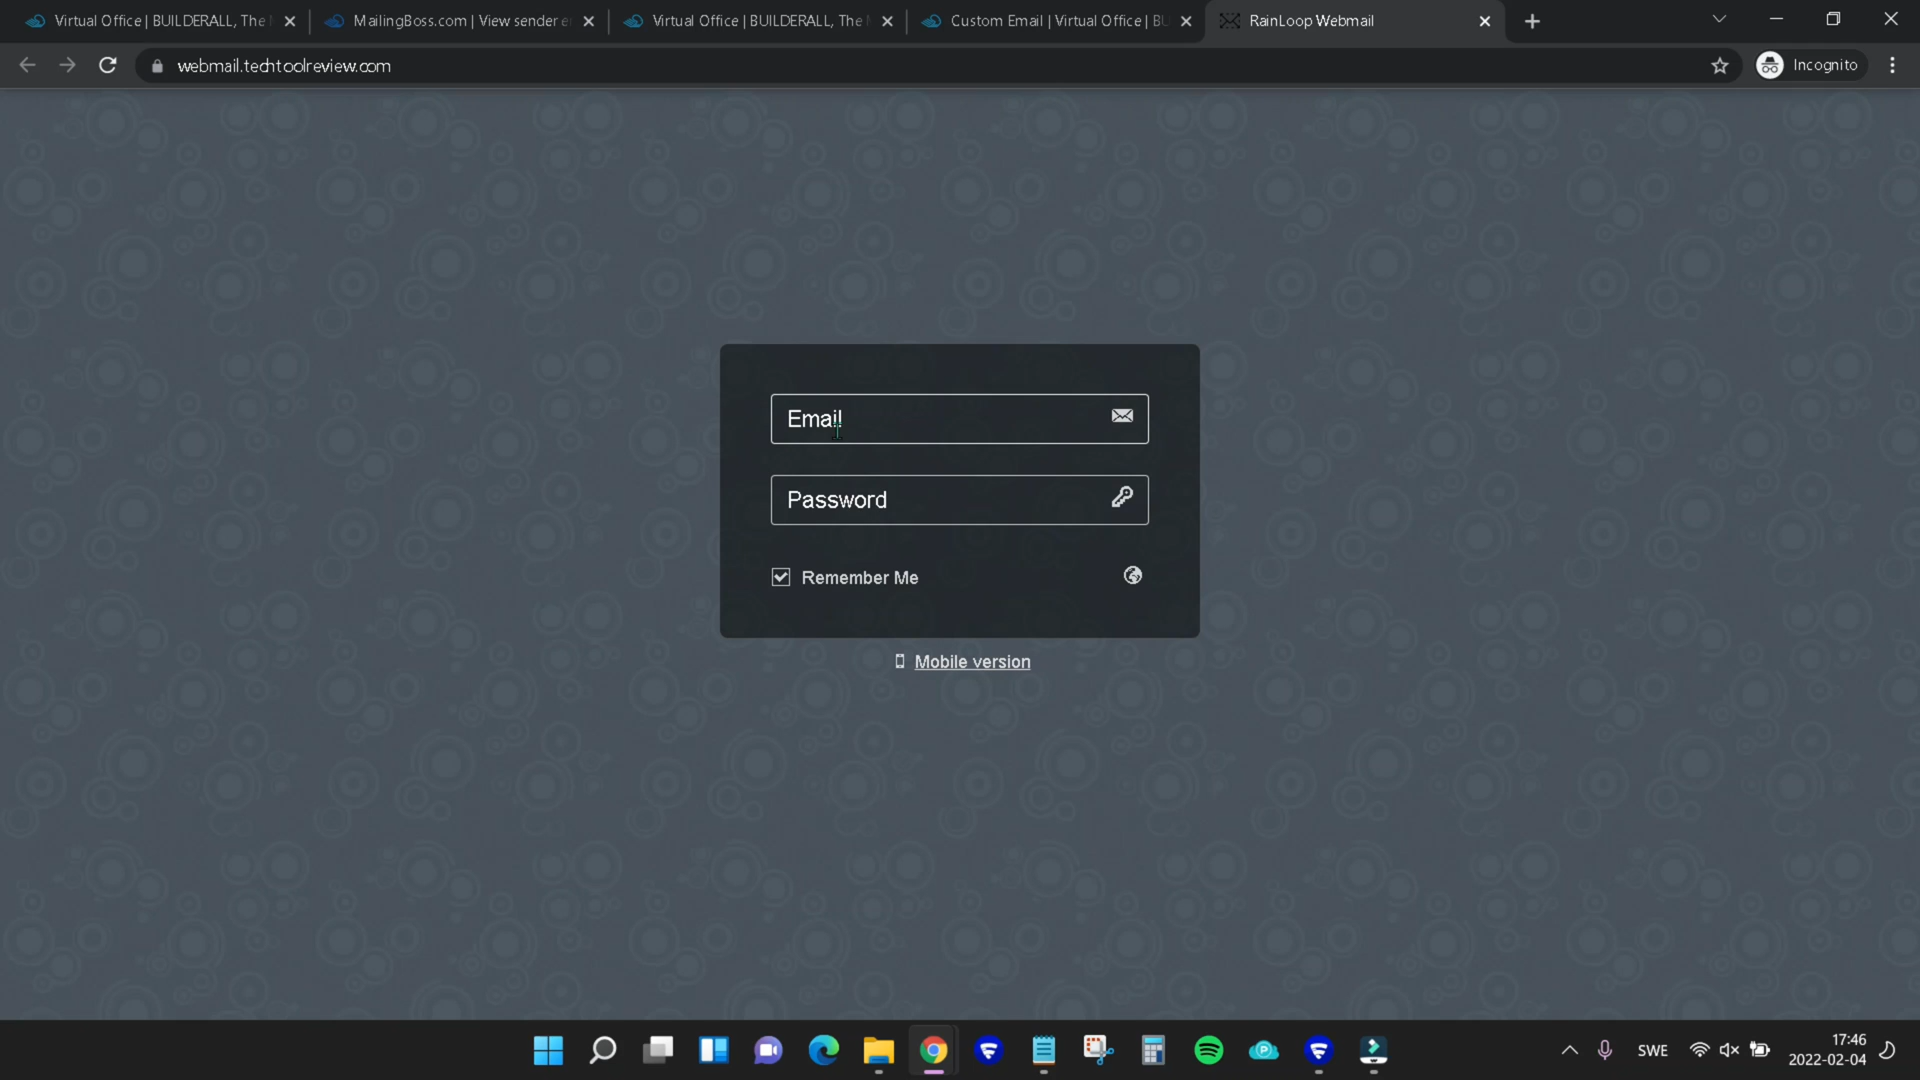 Virtual Office | BUILDERALL, The
MailingBoss.com | View sender e
Virtual Office | BUILDERALL, The
Custom Email | Virtual Office | BU
RainLoop Webmail
webmail.techtoolreview.com
Incognito
Email
Password
Remember Me
Mobile version
SWE
17:46
2022-02-04